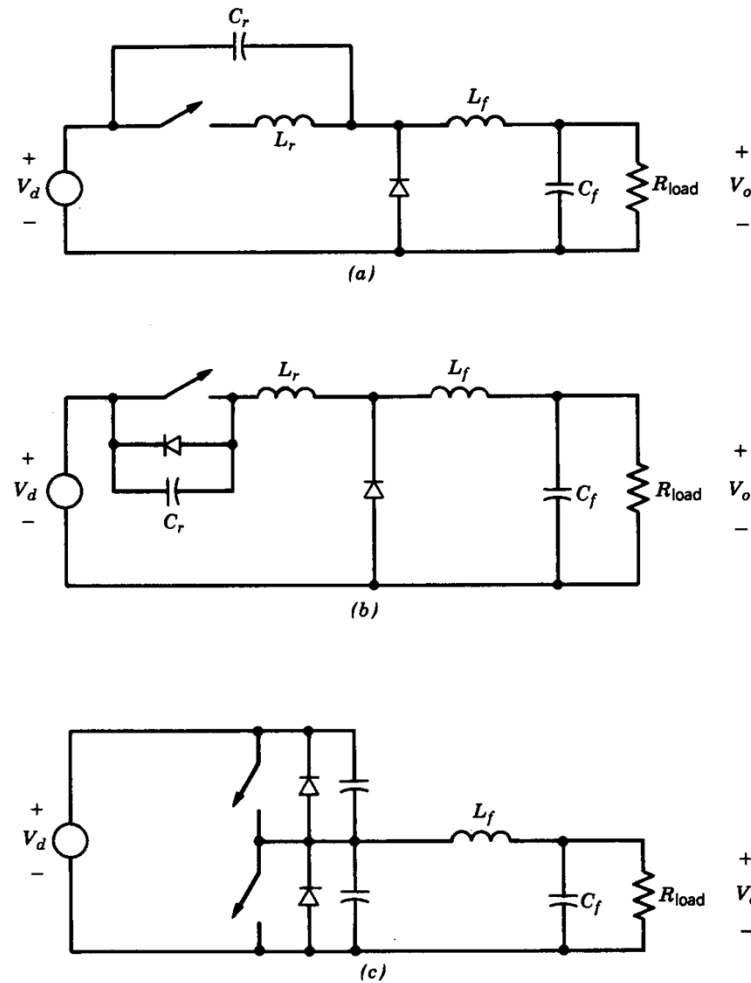 C_r
L_f
L_r
+
V_d
−
C_f
R_load
+
V_o
−
(a)
L_r
L_f
+
V_d
−
C_r
C_f
R_load
+
V_o
−
(b)
+
V_d
−
L_f
C_f
R_load
+
−
(c)